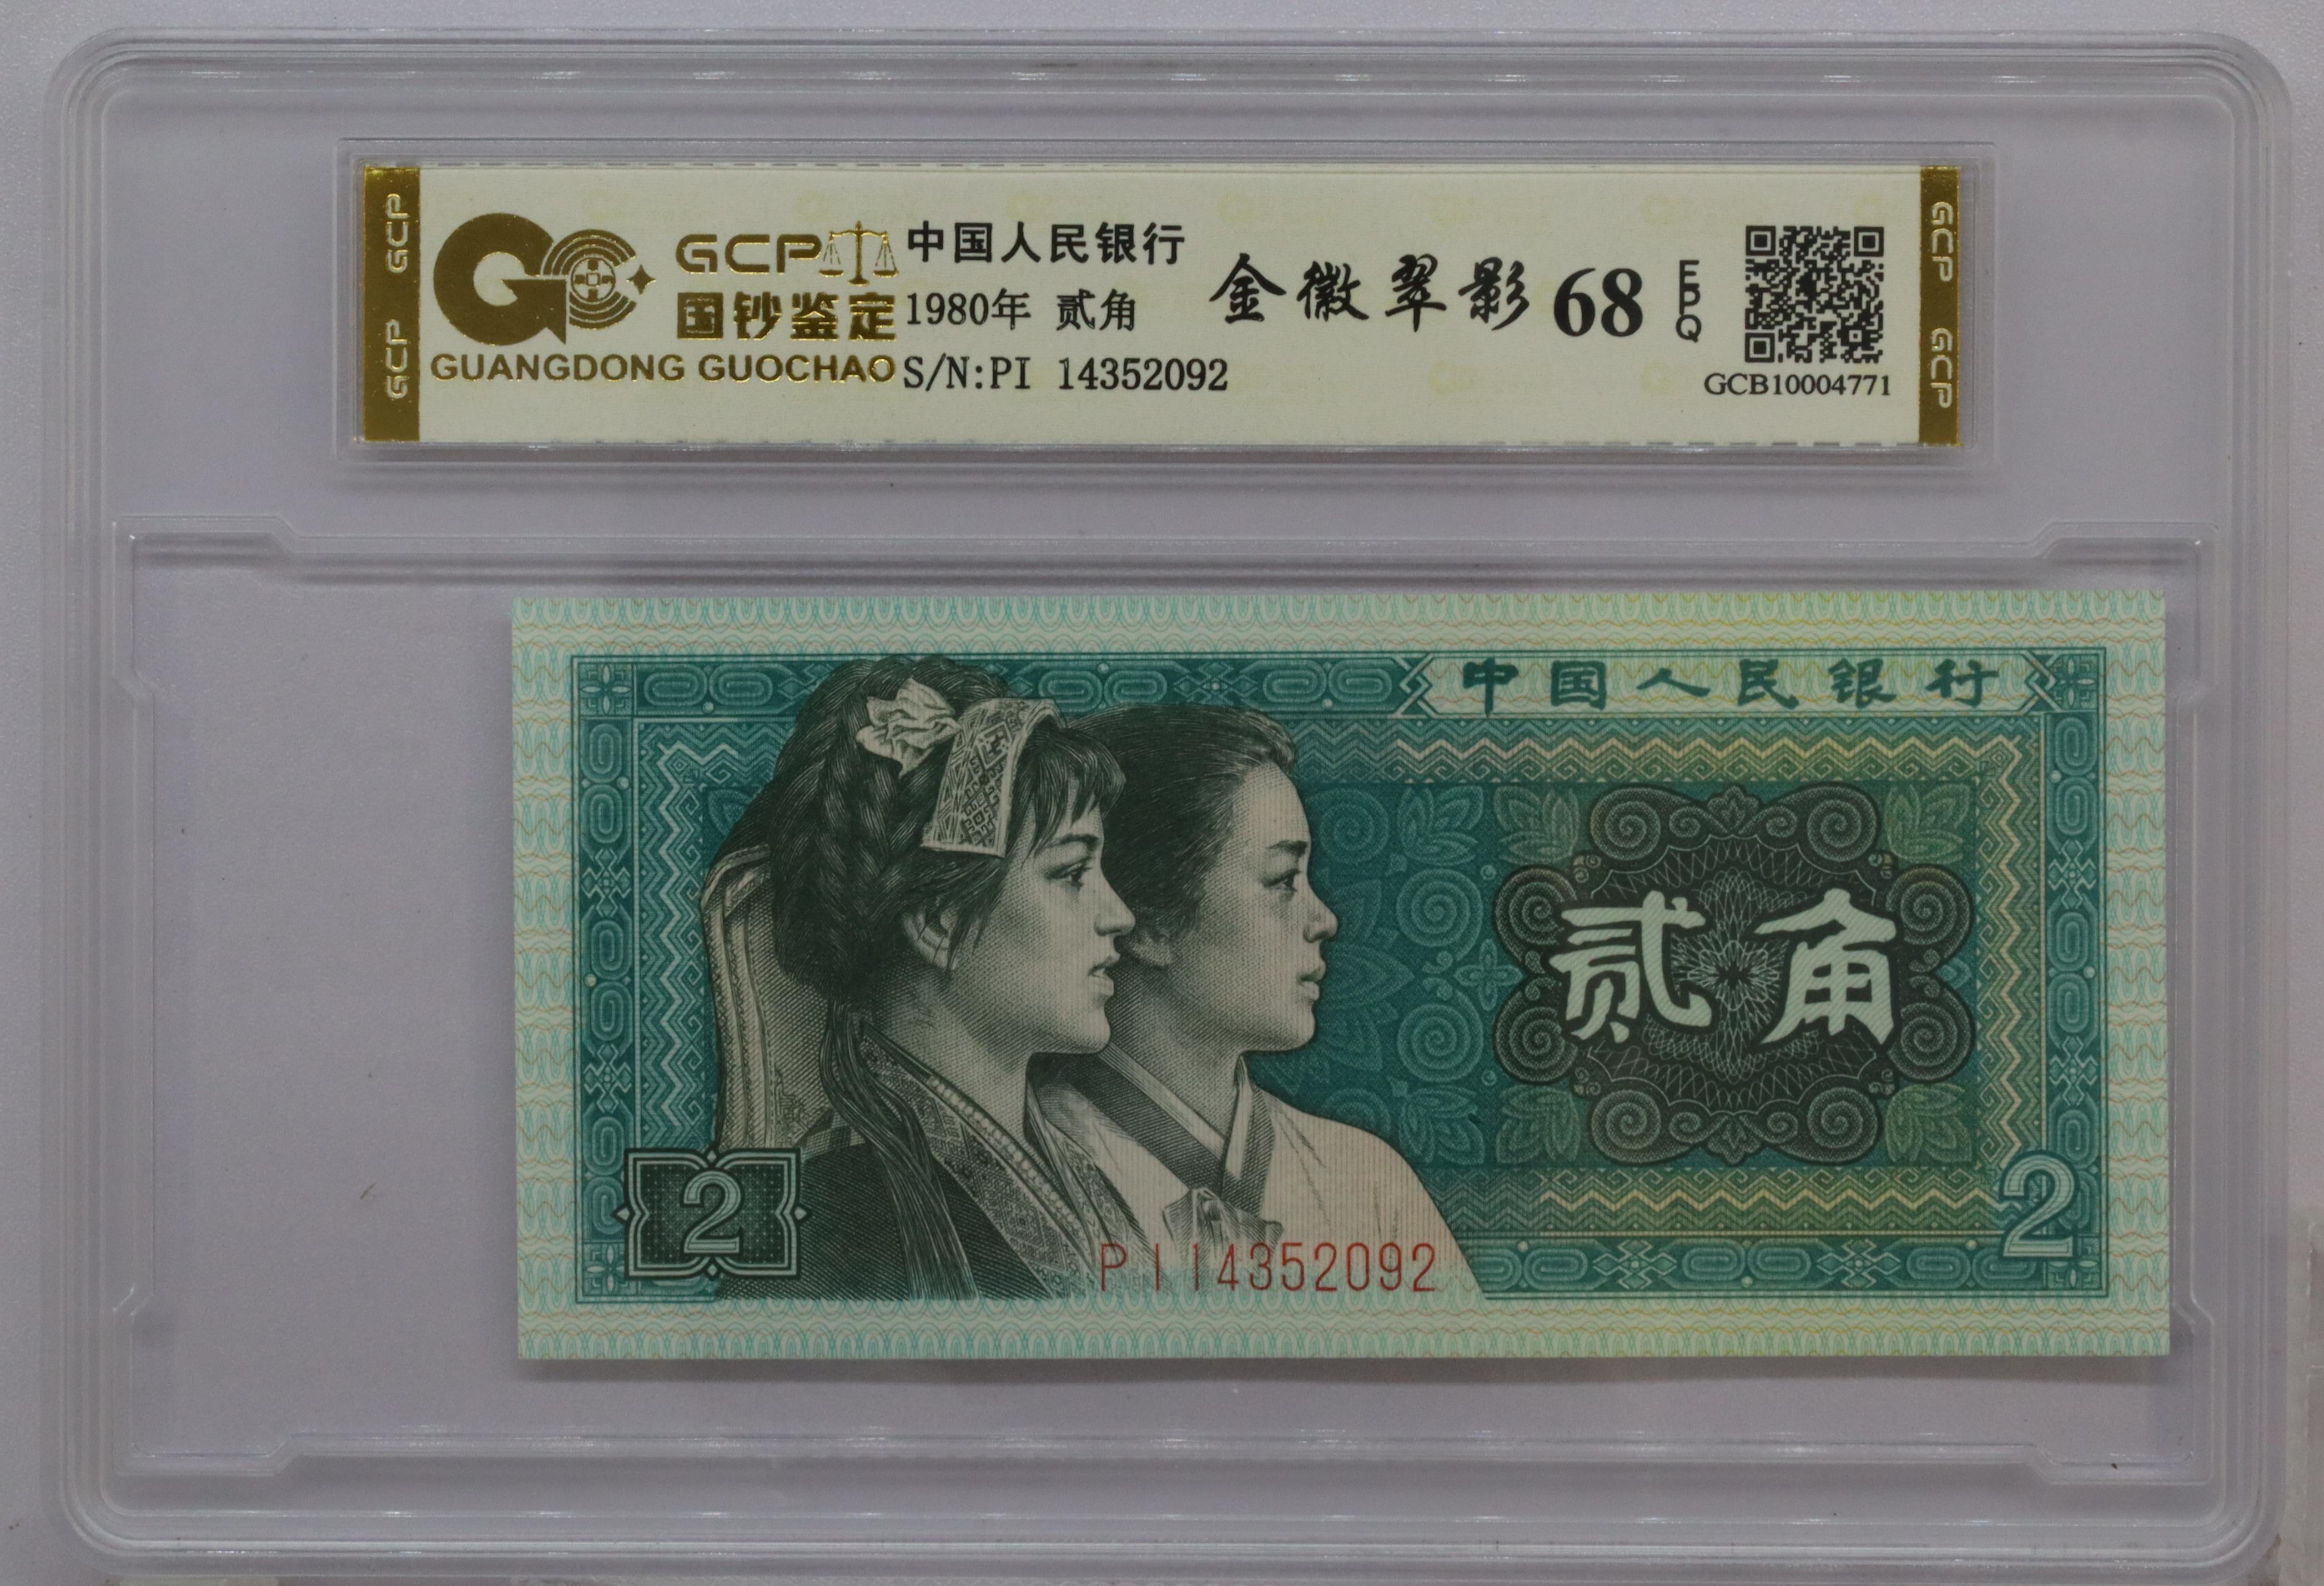 GCP GCP
GCP
国钞鉴定
GUANGDONG GUOCHAO
中国人民银行
1980年 贰角
S/N:PI 14352092
金徽翠影 68 EPQ
GCB10004771
GCP GCP
中国人民银行
贰角
2
PI14352092
2